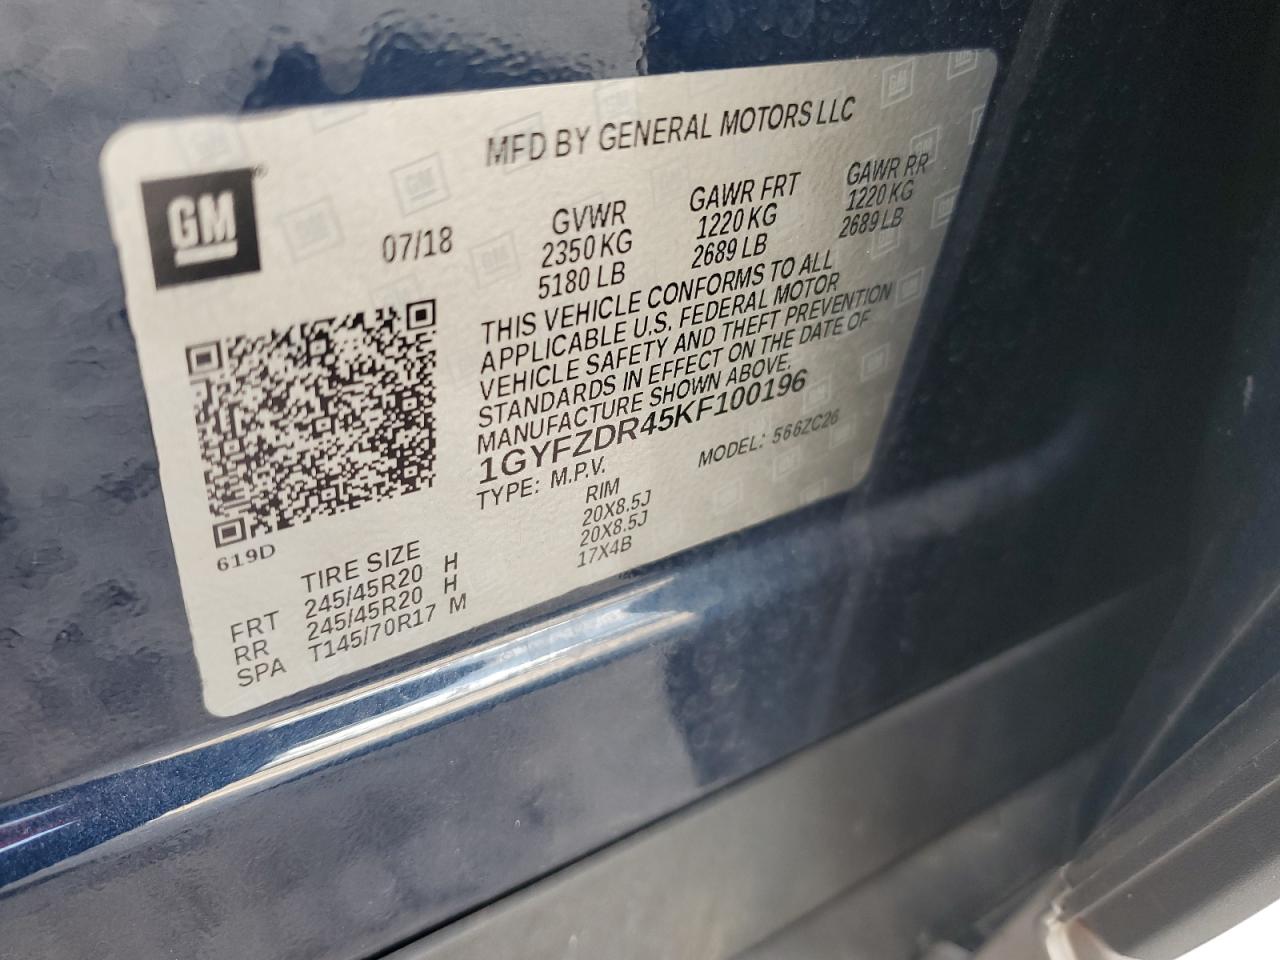 MFD BY GENERAL MOTORS LLC
GM®
07/18
GVWR GAWR FRT GAWR RR
2350 KG 1220 KG 1220 KG
5180 LB 2689 LB 2689 LB
THIS VEHICLE CONFORMS TO ALL
APPLICABLE U.S. FEDERAL MOTOR
VEHICLE SAFETY AND THEFT PREVENTION
STANDARDS IN EFFECT ON THE DATE OF
MANUFACTURE SHOWN ABOVE.
1GYFZDR45KF100196
TYPE: M.P.V. MODEL: 566ZC26
619D
TIRE SIZE RIM
FRT 245/45R20 H 20X8.5J
RR 245/45R20 H 20X8.5J
SPA T145/70R17 M 17X4B